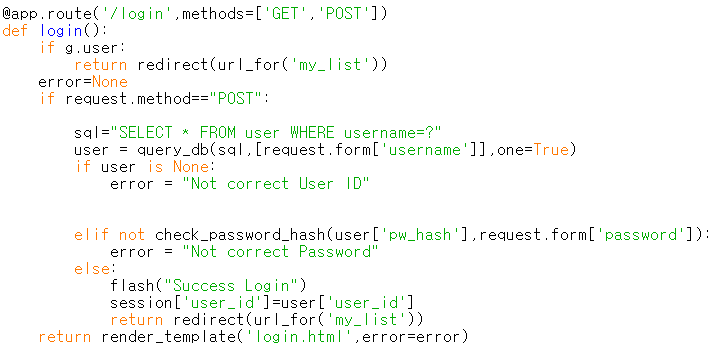 @app.route('/login',methods=['GET','POST'])
def login():
    if g.user:
        return redirect(url_for('my_list'))
    error=None
    if request.method=="POST":
        sql="SELECT * FROM user WHERE username=?"
        user = query_db(sql,[request.form['username']],one=True)
        if user is None:
            error = "Not correct User ID"
        elif not check_password_hash(user['pw_hash'],request.form['password']):
            error = "Not correct Password"
        else:
            flash("Success Login")
            session['user_id']=user['user_id']
            return redirect(url_for('my_list'))
    return render_template('login.html',error=error)